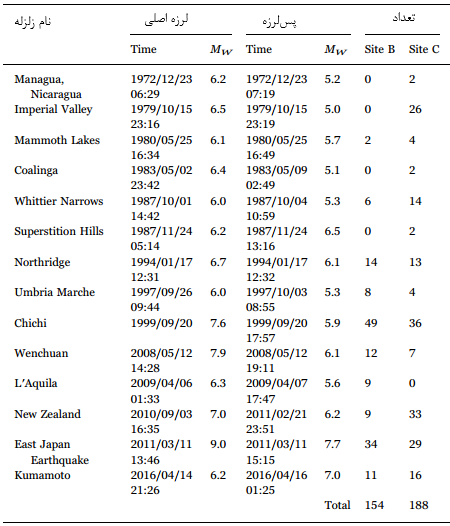 نام زلزله لرزه اصلی پس‌لرزه تعداد
Time M_W Time M_W Site B Site C
Managua, 1972/12/23 6.2 1972/12/23 5.2 0 2
Nicaragua 06:29 07:19
Imperial Valley 1979/10/15 6.5 1979/10/15 5.0 0 26
23:16 23:19
Mammoth Lakes 1980/05/25 6.1 1980/05/25 5.7 2 4
16:34 16:49
Coalinga 1983/05/02 6.4 1983/05/09 5.1 0 2
23:42 02:49
Whittier Narrows 1987/10/01 6.0 1987/10/04 5.3 6 14
14:42 10:59
Superstition Hills 1987/11/24 6.2 1987/11/24 6.5 0 2
05:14 13:16
Northridge 1994/01/17 6.7 1994/01/17 6.1 14 13
12:31 12:32
Umbria Marche 1997/09/26 6.0 1997/10/03 5.3 8 4
09:44 08:55
Chichi 1999/09/20 7.6 1999/09/20 5.9 49 36
17:57
Wenchuan 2008/05/12 7.9 2008/05/12 6.1 12 7
14:28 19:11
L'Aquila 2009/04/06 6.3 2009/04/07 5.6 9 0
01:33 17:47
New Zealand 2010/09/03 7.0 2011/02/21 6.2 9 33
16:35 23:51
East Japan 2011/03/11 9.0 2011/03/11 7.7 34 29
Earthquake 13:46 15:15
Kumamoto 2016/04/14 6.2 2016/04/16 7.0 11 16
21:26 01:25
Total 154 188